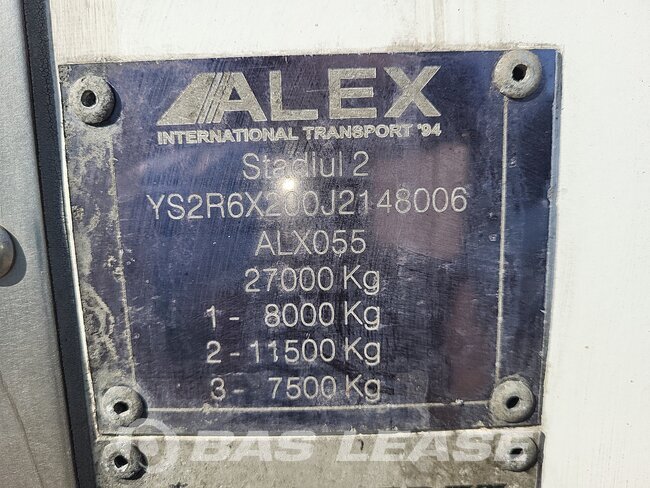 ALEX
INTERNATIONAL TRANSPORT '94
Stadiul 2
YS2R6X200J2148006
ALX055
27000 Kg
1 - 8000 Kg
2 - 11500 Kg
3 - 7500 Kg
BAS LEASE